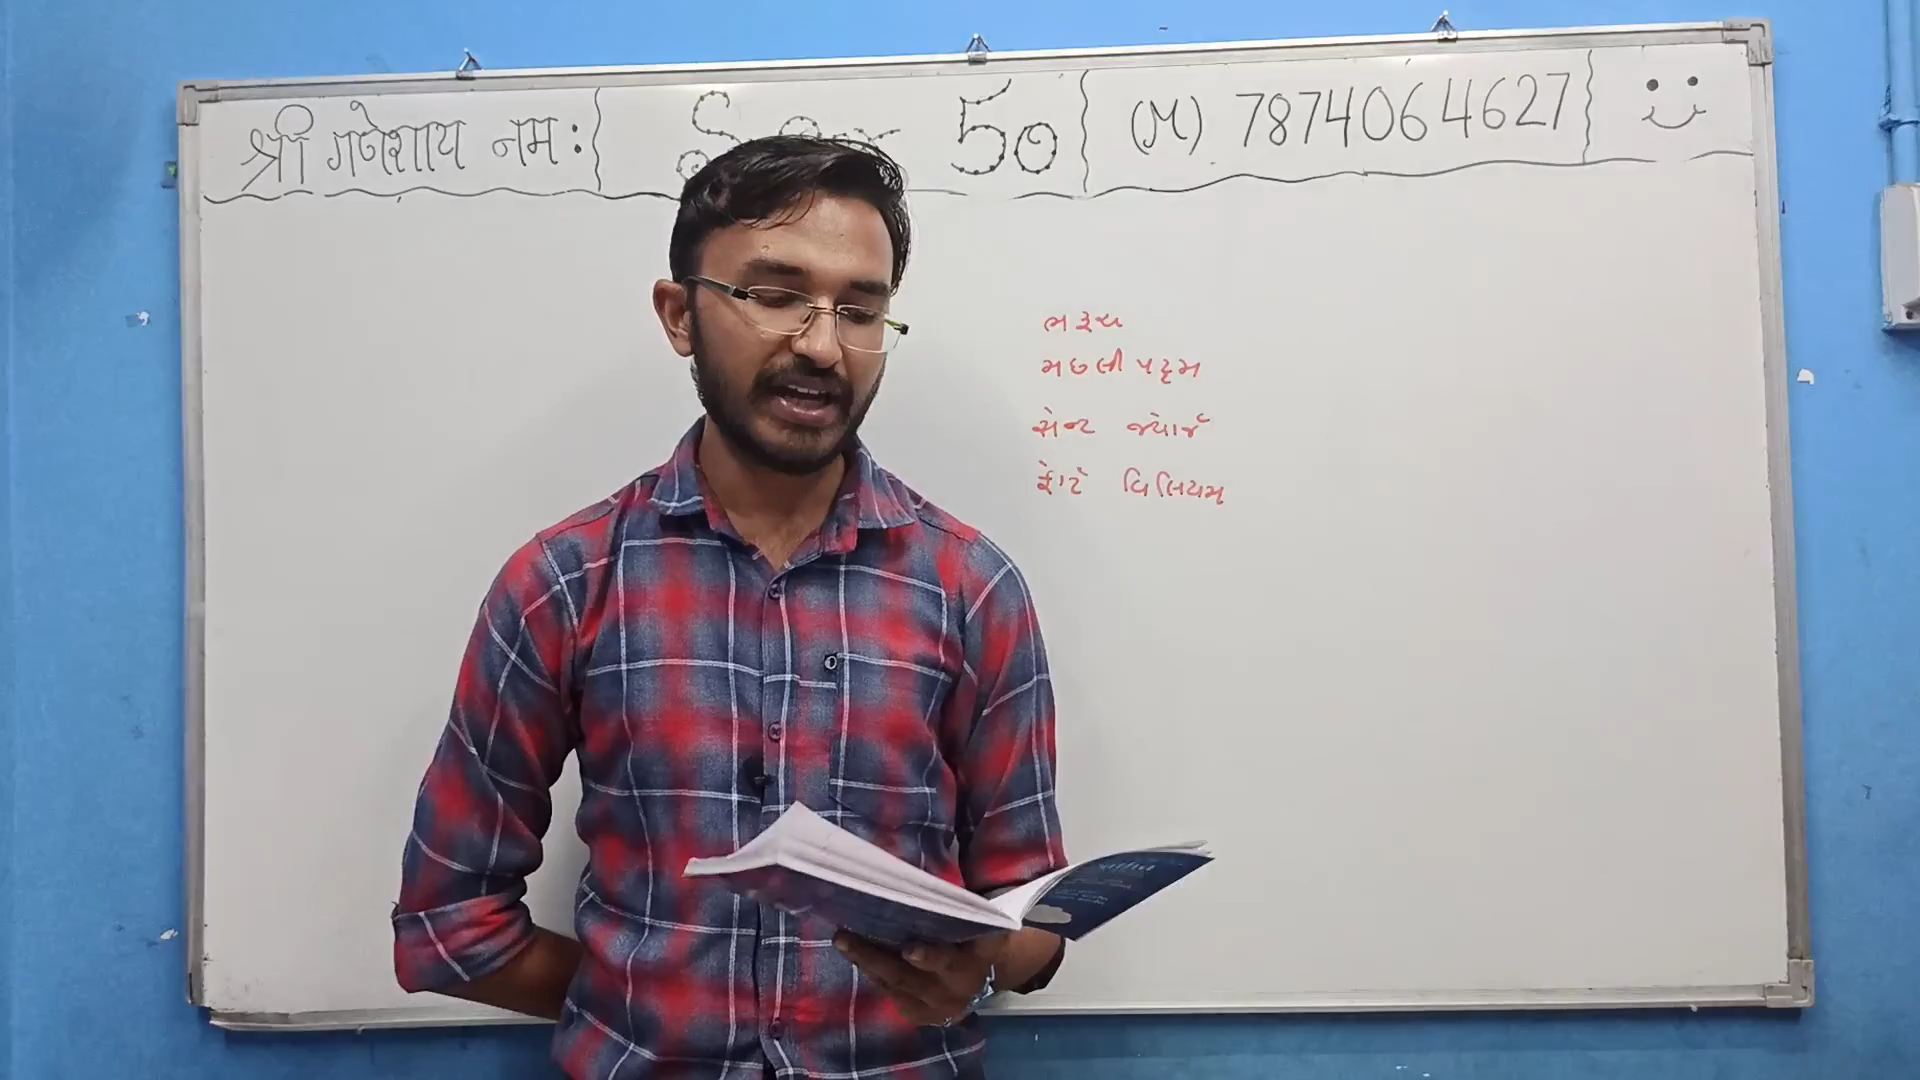 श्री गणेशाय नमः 50 (M) 7874064627
ભરૂચ
મછલીપટ્ટમ
સેન્ટ જ્યોર્જ
ફોર્ટ વિલિયમ